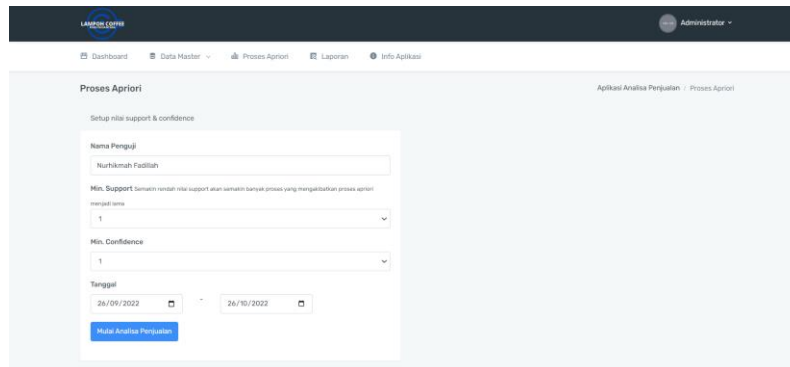 LAMPOH COFFEE
Administrator
Dashboard Data Master Proses Apriori Laporan Info Aplikasi
Proses Apriori
Aplikasi Analisa Penjualan / Proses Apriori
Setup nilai support & confidence
Nama Penguji
Nurhikmah Fadillah
Min. Support Semakin rendah nilai support akan semakin banyak proses yang mengakibatkan proses apriori
menjadi lama
1
Min. Confidence
1
Tanggal
26/09/2022 - 26/10/2022
Mulai Analisa Penjualan